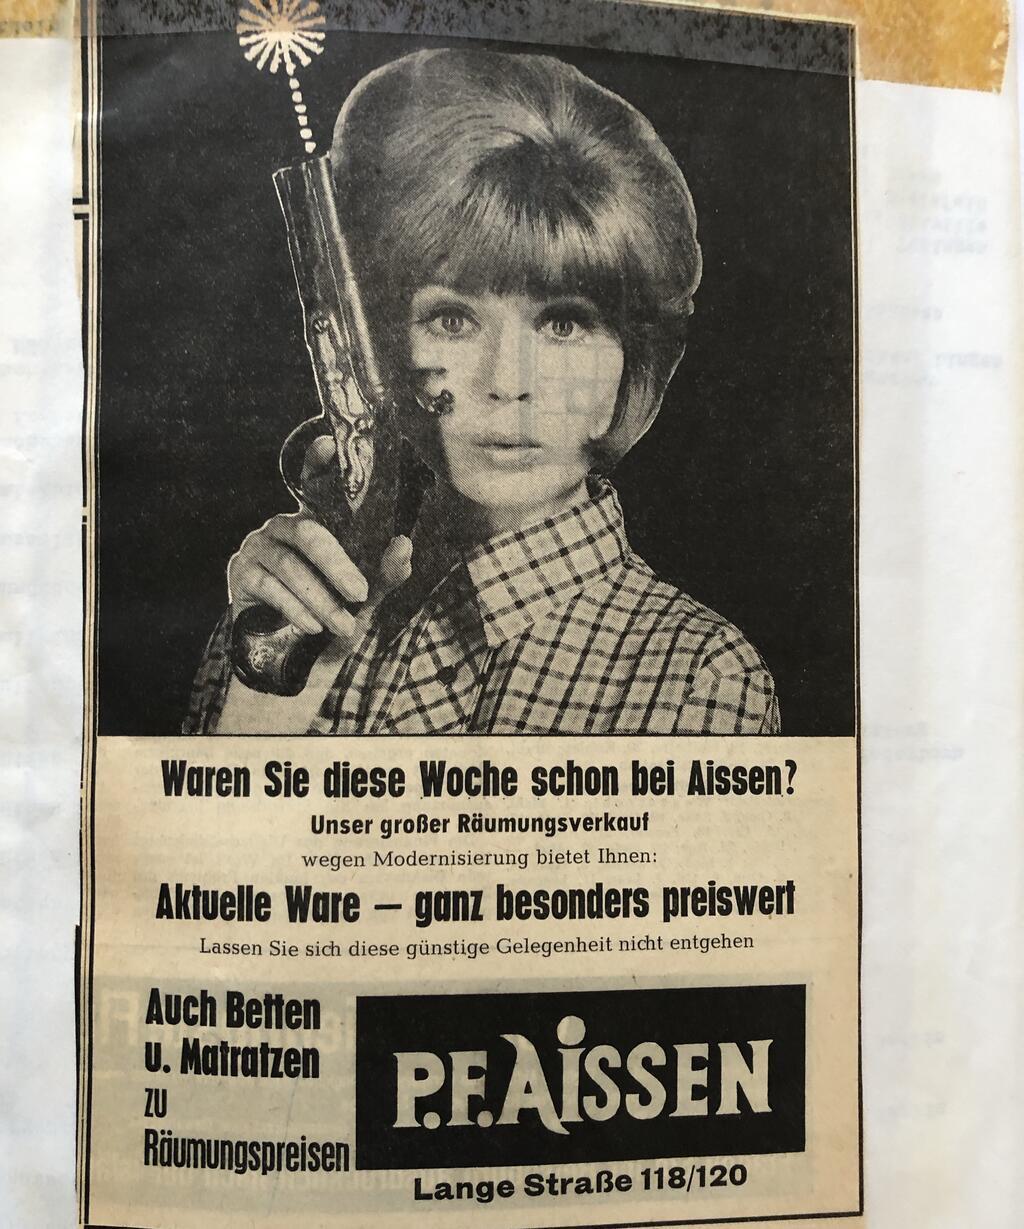 Waren Sie diese Woche schon bei Aissen?
Unser großer Räumungsverkauf
wegen Modernisierung bietet Ihnen:
Aktuelle Ware — ganz besonders preiswert
Lassen Sie sich diese günstige Gelegenheit nicht entgehen
Auch Betten
u. Matratzen
zu
Räumungspreisen
P.F. AISSEN
Lange Straße 118/120